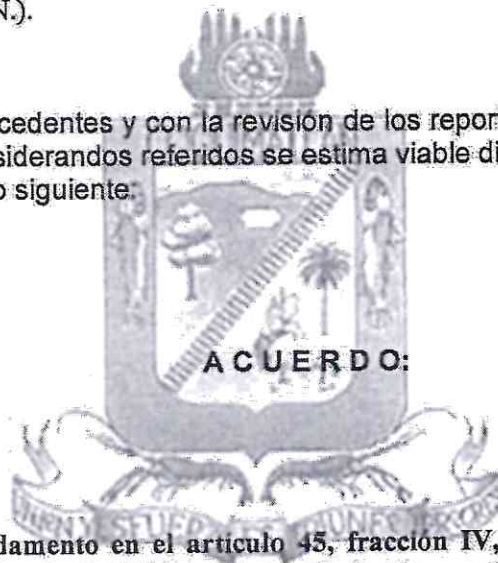 N.).
cedentes y con la revisión de los repor
siderandos referidos se estima viable di
o siguiente:
A C U E R D O:
damento en el artículo 45, fracción IV,